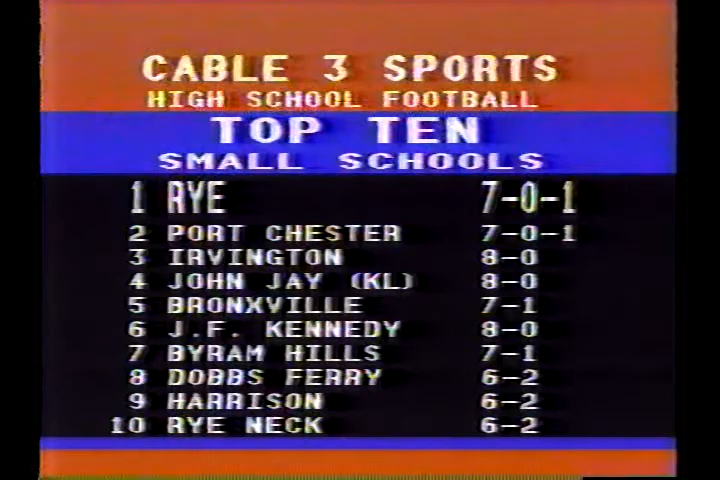 CABLE 3 SPORTS
HIGH SCHOOL FOOTBALL
TOP TEN
SMALL SCHOOLS
1 RYE 7-0-1
2 PORT CHESTER 7-0-1
3 IRVINGTON 8-0
4 JOHN JAY (KL) 8-0
5 BRONXVILLE 7-1
6 J.F. KENNEDY 8-0
7 BYRAM HILLS 7-1
8 DOBBS FERRY 6-2
9 HARRISON 6-2
10 RYE NECK 6-2